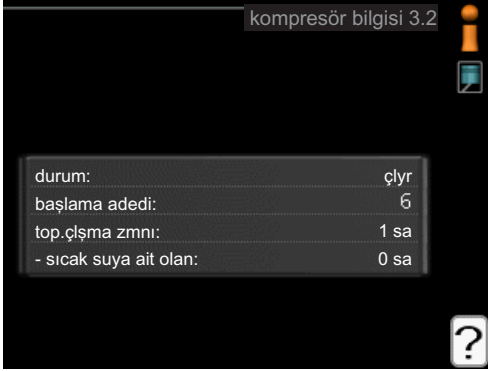 kompresör bilgisi 3.2
durum: çlyr
başlama adedi: 6
top.çlşma zmnı: 1 sa
- sıcak suya ait olan: 0 sa
?